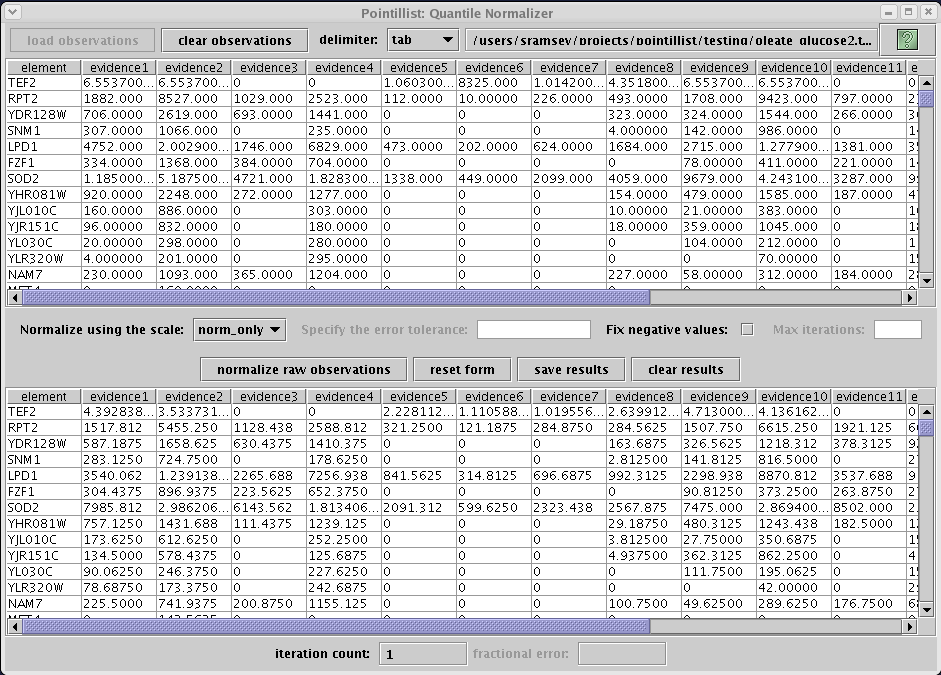 Pointillist: Quantile Normalizer
load observations clear observations delimiter: tab /users/sramsey/projects/pointillist/testing/oleate_glucose2.t... ?
element evidence1 evidence2 evidence3 evidence4 evidence5 evidence6 evidence7 evidence8 evidence9 evidence10 evidence11 e
TEF2 6.553700... 6.553700... 0 0 1.060300... 8325.000 1.014200... 4.351800... 6.553700... 6.553700... 0
RPT2 1882.000 8527.000 1029.000 2523.000 112.0000 10.00000 226.0000 493.0000 1708.000 9423.000 797.0000
YDR128W 706.0000 2619.000 693.0000 1441.000 0 0 0 323.0000 324.0000 1544.000 266.0000
SNM1 307.0000 1066.000 0 235.0000 0 0 0 4.000000 142.0000 986.0000 0
LPD1 4752.000 2.002900... 1746.000 6829.000 473.0000 202.0000 624.0000 1684.000 2715.000 1.277900... 1381.000
FZF1 334.0000 1368.000 384.0000 704.0000 0 0 0 0 78.00000 411.0000 221.0000
SOD2 1.185000... 5.187500... 4721.000 1.828300... 1338.000 449.0000 2099.000 4059.000 9679.000 4.243100... 3287.000
YHR081W 920.0000 2248.000 272.0000 1277.000 0 0 0 154.0000 479.0000 1585.000 187.0000
YJL010C 160.0000 886.0000 0 303.0000 0 0 0 10.00000 21.00000 383.0000 0
YJR151C 96.00000 832.0000 0 180.0000 0 0 0 18.00000 359.0000 1045.000 0
YL030C 20.00000 298.0000 0 280.0000 0 0 0 0 104.0000 212.0000 0
YLR320W 4.000000 201.0000 0 295.0000 0 0 0 0 0 70.00000 0
NAM7 230.0000 1093.000 365.0000 1204.000 0 0 0 227.0000 58.00000 312.0000 184.0000
Normalize using the scale: norm_only Specify the error tolerance: Fix negative values: Max iterations:
normalize raw observations reset form save results clear results
element evidence1 evidence2 evidence3 evidence4 evidence5 evidence6 evidence7 evidence8 evidence9 evidence10 evidence11 e
TEF2 4.392838... 3.533731... 0 0 2.228112... 1.110588... 1.019556... 2.639912... 4.713000... 4.136162... 0
RPT2 1517.812 5455.250 1128.438 2588.812 321.2500 121.1875 284.8750 284.5625 1507.750 6615.250 1921.125
YDR128W 587.1875 1658.625 630.4375 1410.375 0 0 0 163.6875 326.5625 1218.312 378.3125
SNM1 283.1250 724.7500 0 178.6250 0 0 0 2.812500 141.8125 816.5000 0
LPD1 3540.062 1.239138... 2265.688 7256.938 841.5625 314.8125 696.6875 992.3125 2298.938 8870.812 3537.688
FZF1 304.4375 896.9375 223.5625 652.3750 0 0 0 0 90.81250 373.2500 263.8750
SOD2 7985.812 2.986206... 6143.562 1.813406... 2091.312 599.6250 2323.438 2567.875 7475.000 2.869400... 8502.000
YHR081W 757.1250 1431.688 111.4375 1239.125 0 0 0 29.18750 480.3125 1243.438 182.5000
YJL010C 173.6250 612.6250 0 252.2500 0 0 0 3.812500 27.75000 350.6875 0
YJR151C 134.5000 578.4375 0 125.6875 0 0 0 4.937500 362.3125 862.2500 0
YL030C 90.06250 246.3750 0 227.6250 0 0 0 0 111.7500 195.0625 0
YLR320W 78.68750 173.3750 0 242.6875 0 0 0 0 0 42.00000 0
NAM7 225.5000 741.9375 200.8750 1155.125 0 0 0 100.7500 49.62500 289.6250 176.7500
iteration count: 1 fractional error: